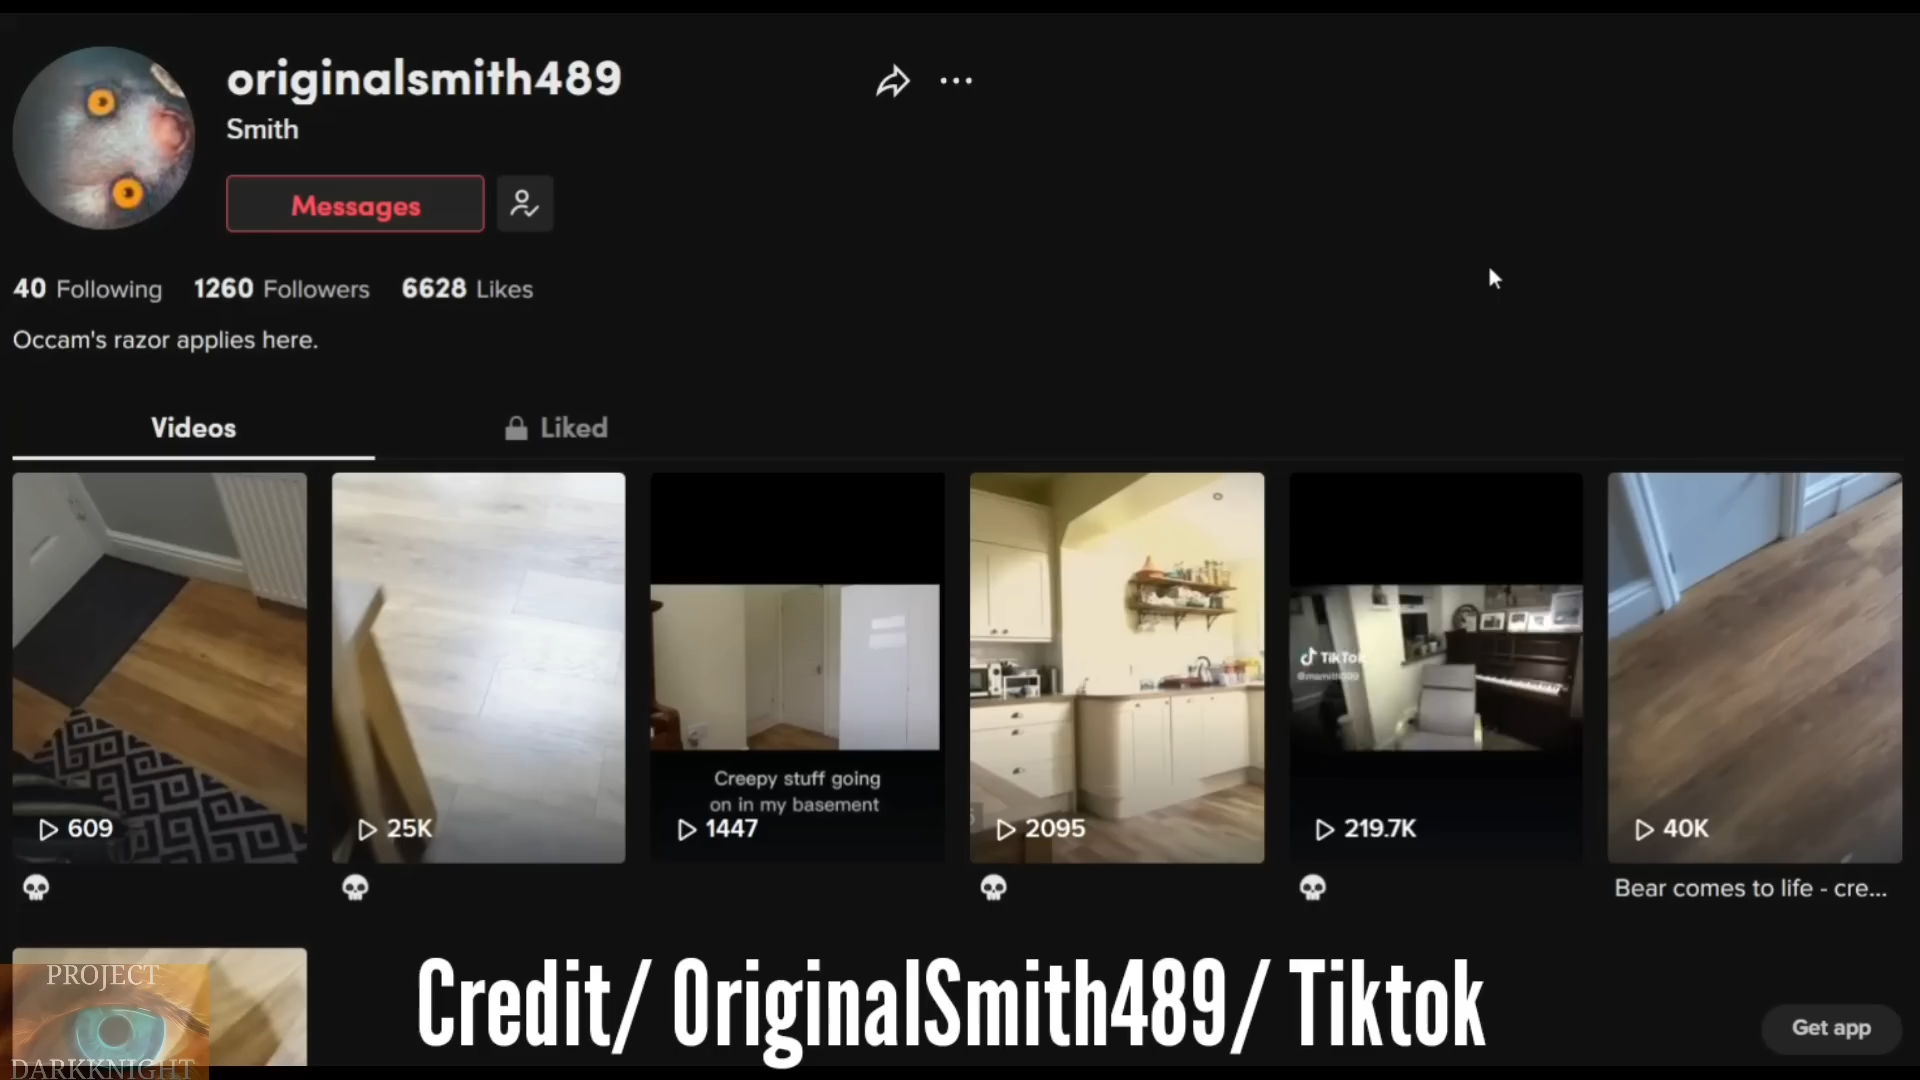 originalsmith489
Smith
Messages
40 Following 1260 Followers 6628 Likes
Occam's razor applies here.
Videos Liked
TikTok
Creepy stuff going
on in my basement
609 25K 1447 2095 219.7K 40K
Bear comes to life - cre...
PROJECT
DARKKNIGHT
Credit/ OriginalSmith489/ Tiktok
Get app